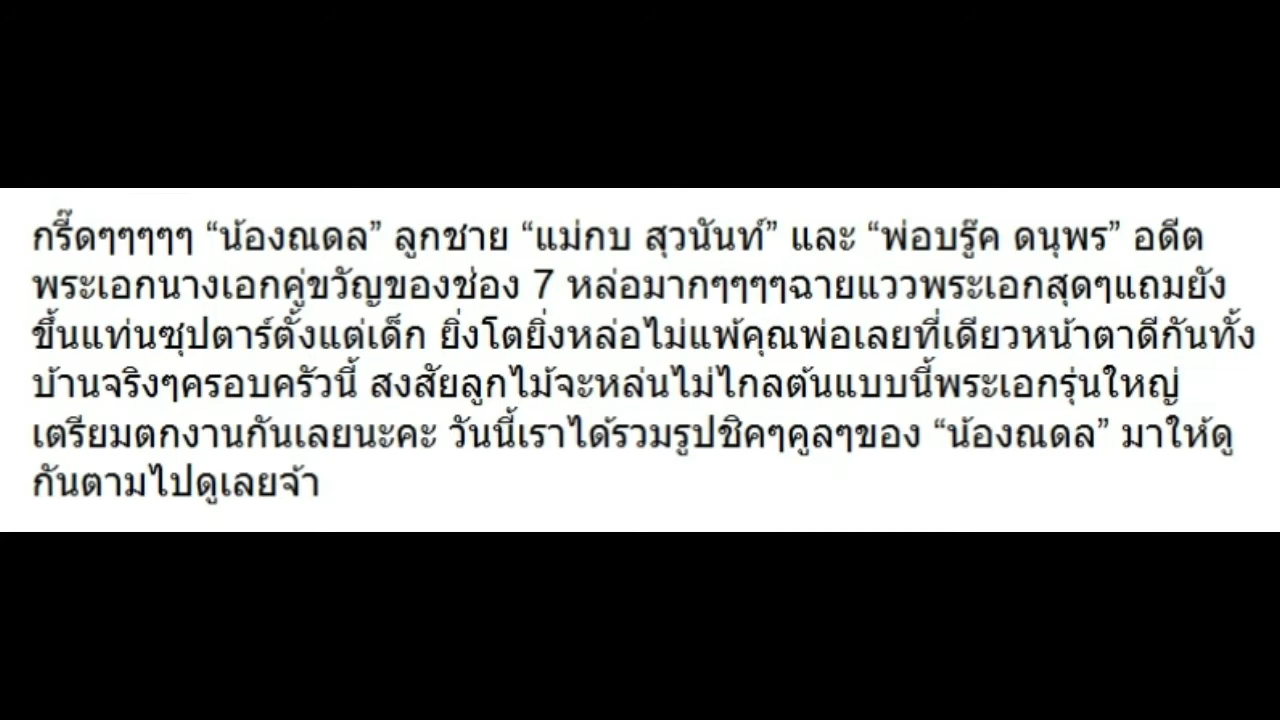 กรี๊ดๆๆๆๆๆ “น้องณดล” ลูกชาย “แม่กบ สุวนันท์” และ “พ่อบรู๊ค ดนุพร” อดีต
พระเอกนางเอกคู่ขวัญของช่อง 7 หล่อมากๆๆๆๆฉายแววพระเอกสุดๆแถมยัง
ขึ้นแท่นซุปตาร์ตั้งแต่เด็ก ยิ่งโตยิ่งหล่อไม่แพ้คุณพ่อเลยที่เดียวหน้าตาดีกันทั้ง
บ้านจริงๆครอบครัวนี้ สงสัยลูกไม้จะหล่นไม่ไกลต้นแบบนี้พระเอกรุ่นใหญ่
เตรียมตกงานกันเลยนะคะ วันนี้เราได้รวมรูปชิคๆคูลๆของ “น้องณดล” มาให้ดู
กันตามไปดูเลยจ้า